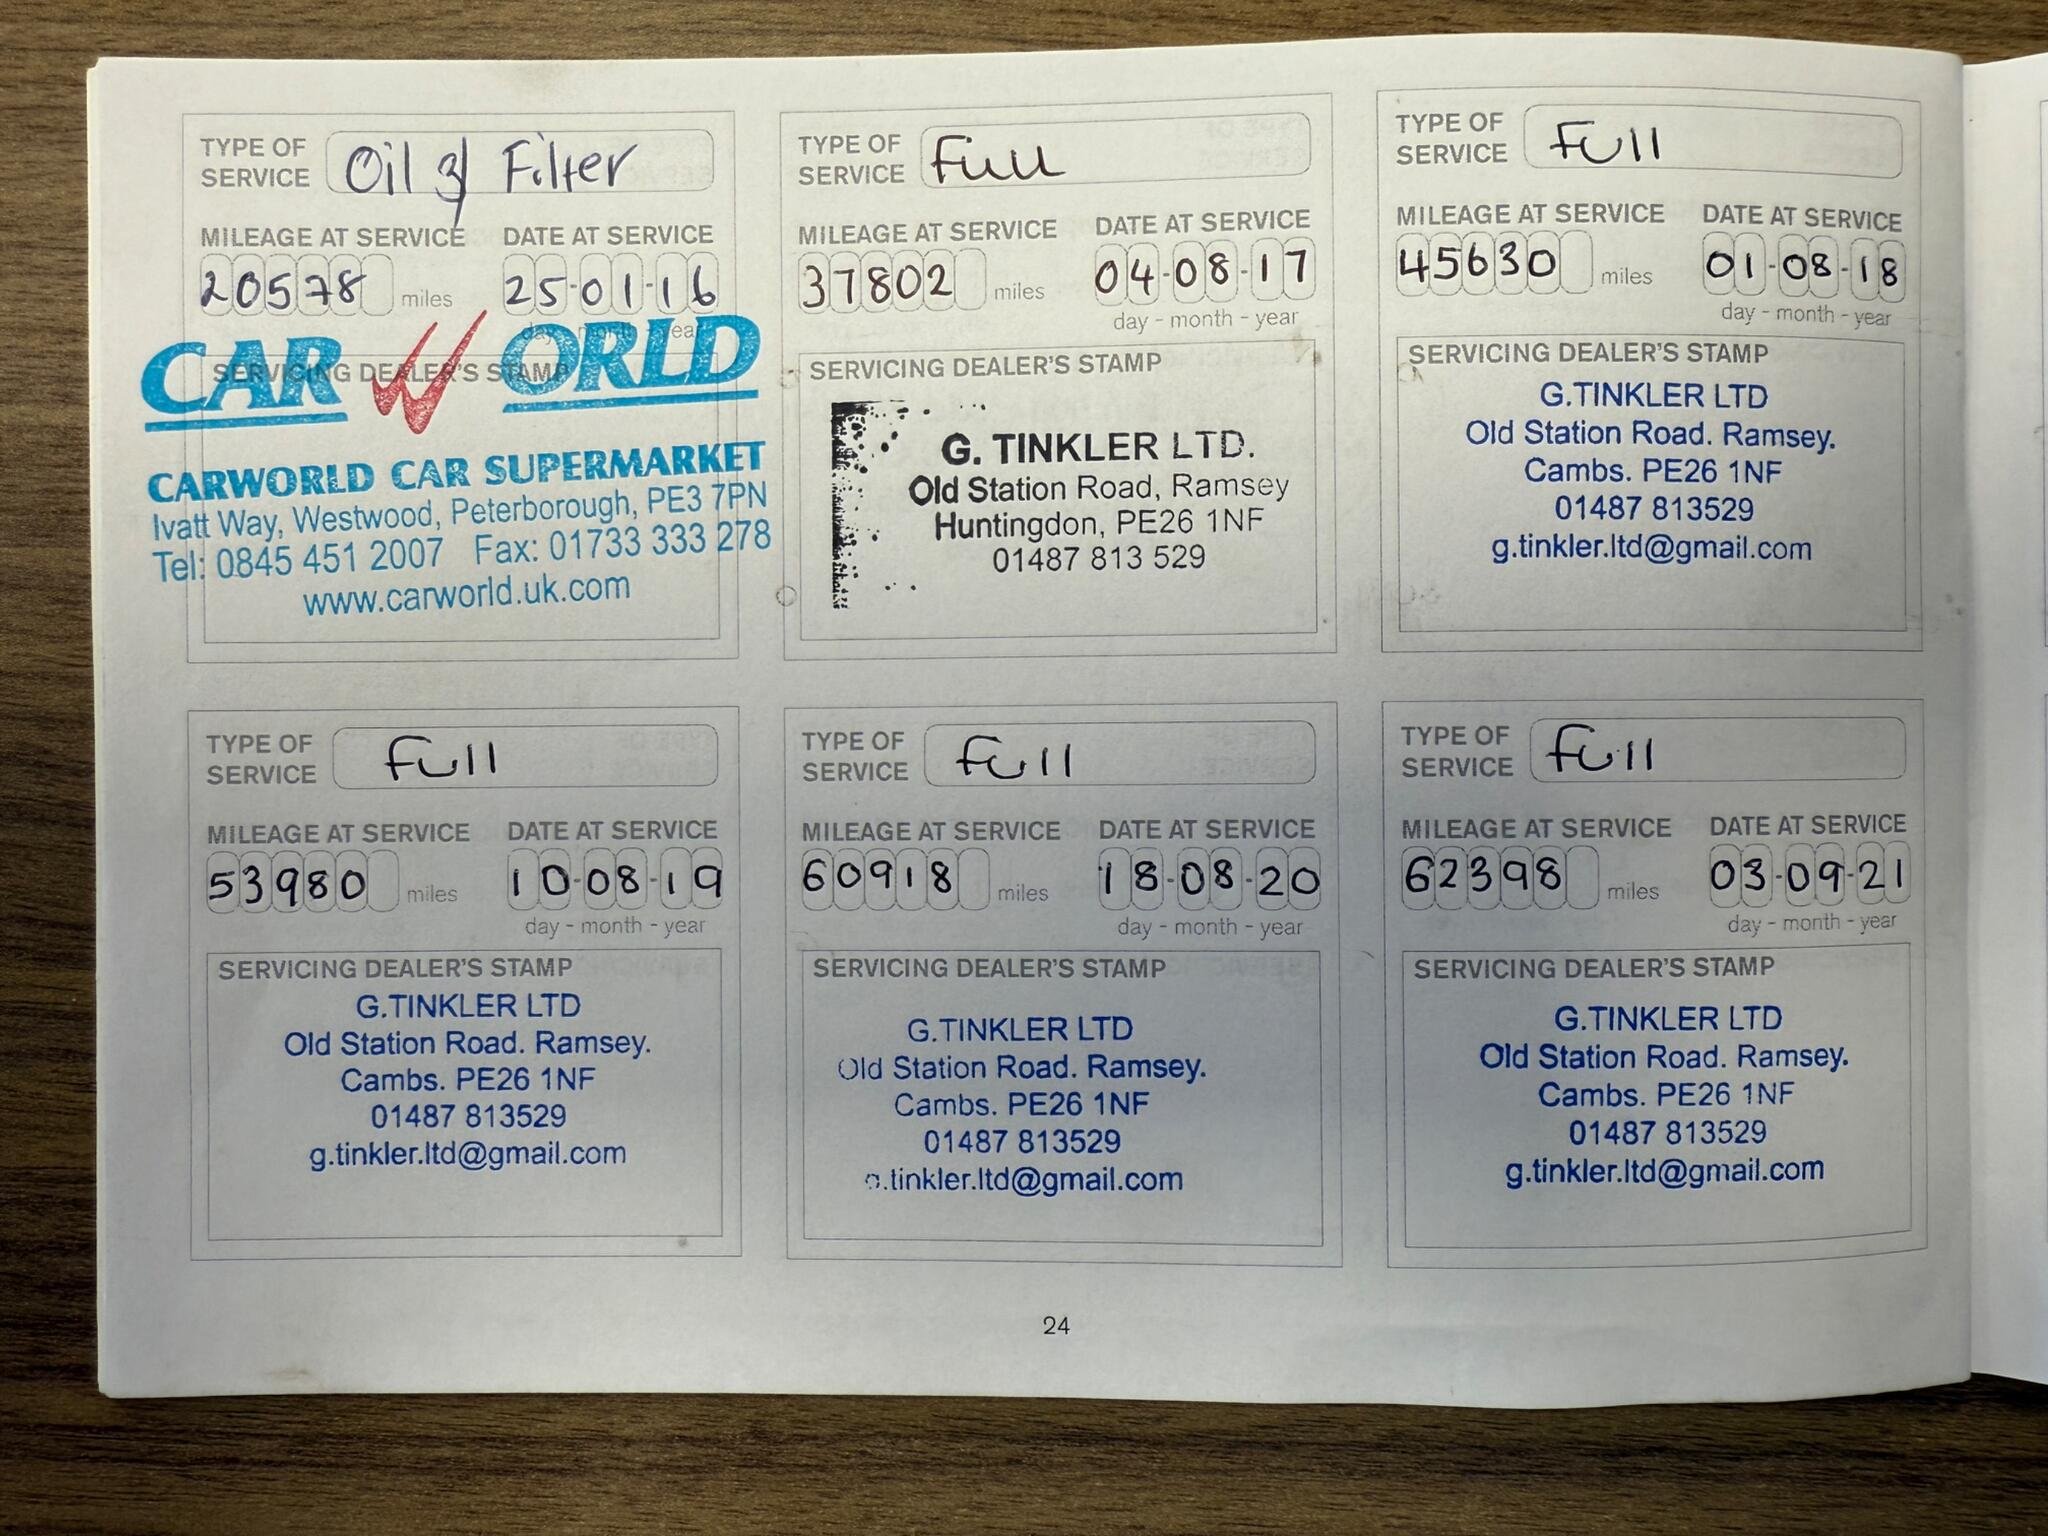 TYPE OF SERVICE Oil & Filter
MILEAGE AT SERVICE DATE AT SERVICE
20578 miles 25-01-16
day - month - year
SERVICING DEALER'S STAMP
CAR WORLD
CARWORLD CAR SUPERMARKET
Ivatt Way, Westwood, Peterborough, PE3 7PN
Tel: 0845 451 2007 Fax: 01733 333 278
www.carworld.uk.com
TYPE OF SERVICE Full
MILEAGE AT SERVICE DATE AT SERVICE
37802 miles 04-08-17
day - month - year
SERVICING DEALER'S STAMP
G. TINKLER LTD.
Old Station Road, Ramsey
Huntingdon, PE26 1NF
01487 813 529
TYPE OF SERVICE Full
MILEAGE AT SERVICE DATE AT SERVICE
45630 miles 01-08-18
day - month - year
SERVICING DEALER'S STAMP
G.TINKLER LTD
Old Station Road. Ramsey.
Cambs. PE26 1NF
01487 813529
g.tinkler.ltd@gmail.com
TYPE OF SERVICE Full
MILEAGE AT SERVICE DATE AT SERVICE
53980 miles 10-08-19
day - month - year
SERVICING DEALER'S STAMP
G.TINKLER LTD
Old Station Road. Ramsey.
Cambs. PE26 1NF
01487 813529
g.tinkler.ltd@gmail.com
TYPE OF SERVICE Full
MILEAGE AT SERVICE DATE AT SERVICE
60918 miles 18-08-20
day - month - year
SERVICING DEALER'S STAMP
G.TINKLER LTD
Old Station Road. Ramsey.
Cambs. PE26 1NF
01487 813529
g.tinkler.ltd@gmail.com
TYPE OF SERVICE Full
MILEAGE AT SERVICE DATE AT SERVICE
62398 miles 03-09-21
day - month - year
SERVICING DEALER'S STAMP
G.TINKLER LTD
Old Station Road. Ramsey.
Cambs. PE26 1NF
01487 813529
g.tinkler.ltd@gmail.com
24